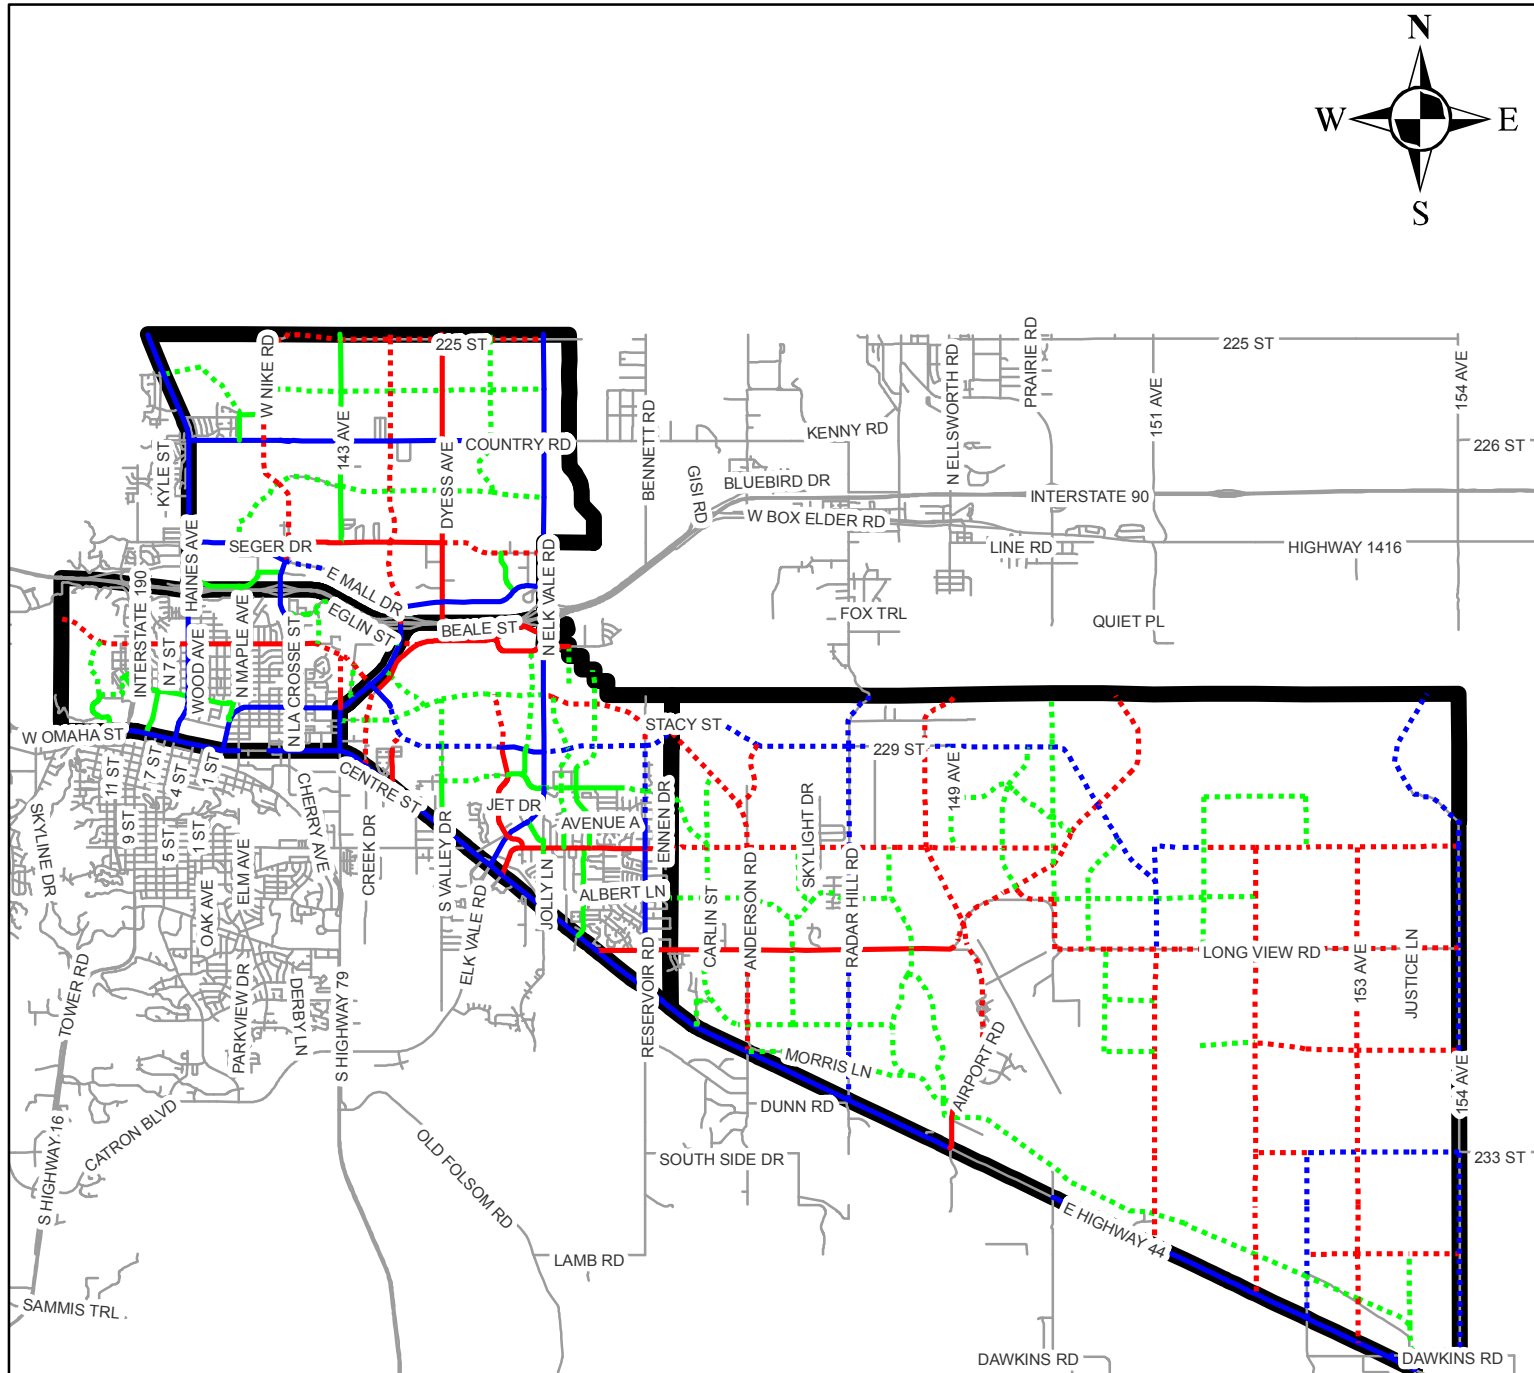 N
W
E
S
225 ST
225 ST
W NIKE RD
143 AVE
DYESS AVE
COUNTRY RD
KYLE ST
BENNETT RD
GISI RD
KENNY RD
BLUEBIRD DR
W BOX ELDER RD
N ELLSWORTH RD
PRAIRIE RD
151 AVE
154 AVE
226 ST
INTERSTATE 90
LINE RD
HIGHWAY 1416
FOX TRL
QUIET PL
SEGER DR
HAINES AVE
E MALL DR
EGLIN ST
BEALE ST
N ELK VALE RD
INTERSTATE 190
N 7 ST
WOOD AVE
N MAPLE AVE
N LA CROSSE ST
W OMAHA ST
11 ST
9 ST
7 ST
5 ST
4 ST
1 ST
1 ST
SKYLINE DR
CHERRY AVE
CENTRE ST
CREEK DR
S VALLEY DR
JET DR
AVENUE A
ALBERT LN
JOLLY LN
ELK VALE RD
STACY ST
ENNEN DR
229 ST
149 AVE
SKYLIGHT DR
CARLIN ST
ANDERSON RD
RADAR HILL RD
RESERVOIR RD
OAK AVE
ELM AVE
PARKVIEW DR
DERBY LN
S HIGHWAY 79
TOWER RD
S HIGHWAY 16
CATRON BLVD
SAMMIS TRL
OLD FOLSOM RD
LAMB RD
SOUTH SIDE DR
DUNN RD
MORRIS LN
AIRPORT RD
LONG VIEW RD
153 AVE
JUSTICE LN
154 AVE
233 ST
E HIGHWAY 44
DAWKINS RD
DAWKINS RD